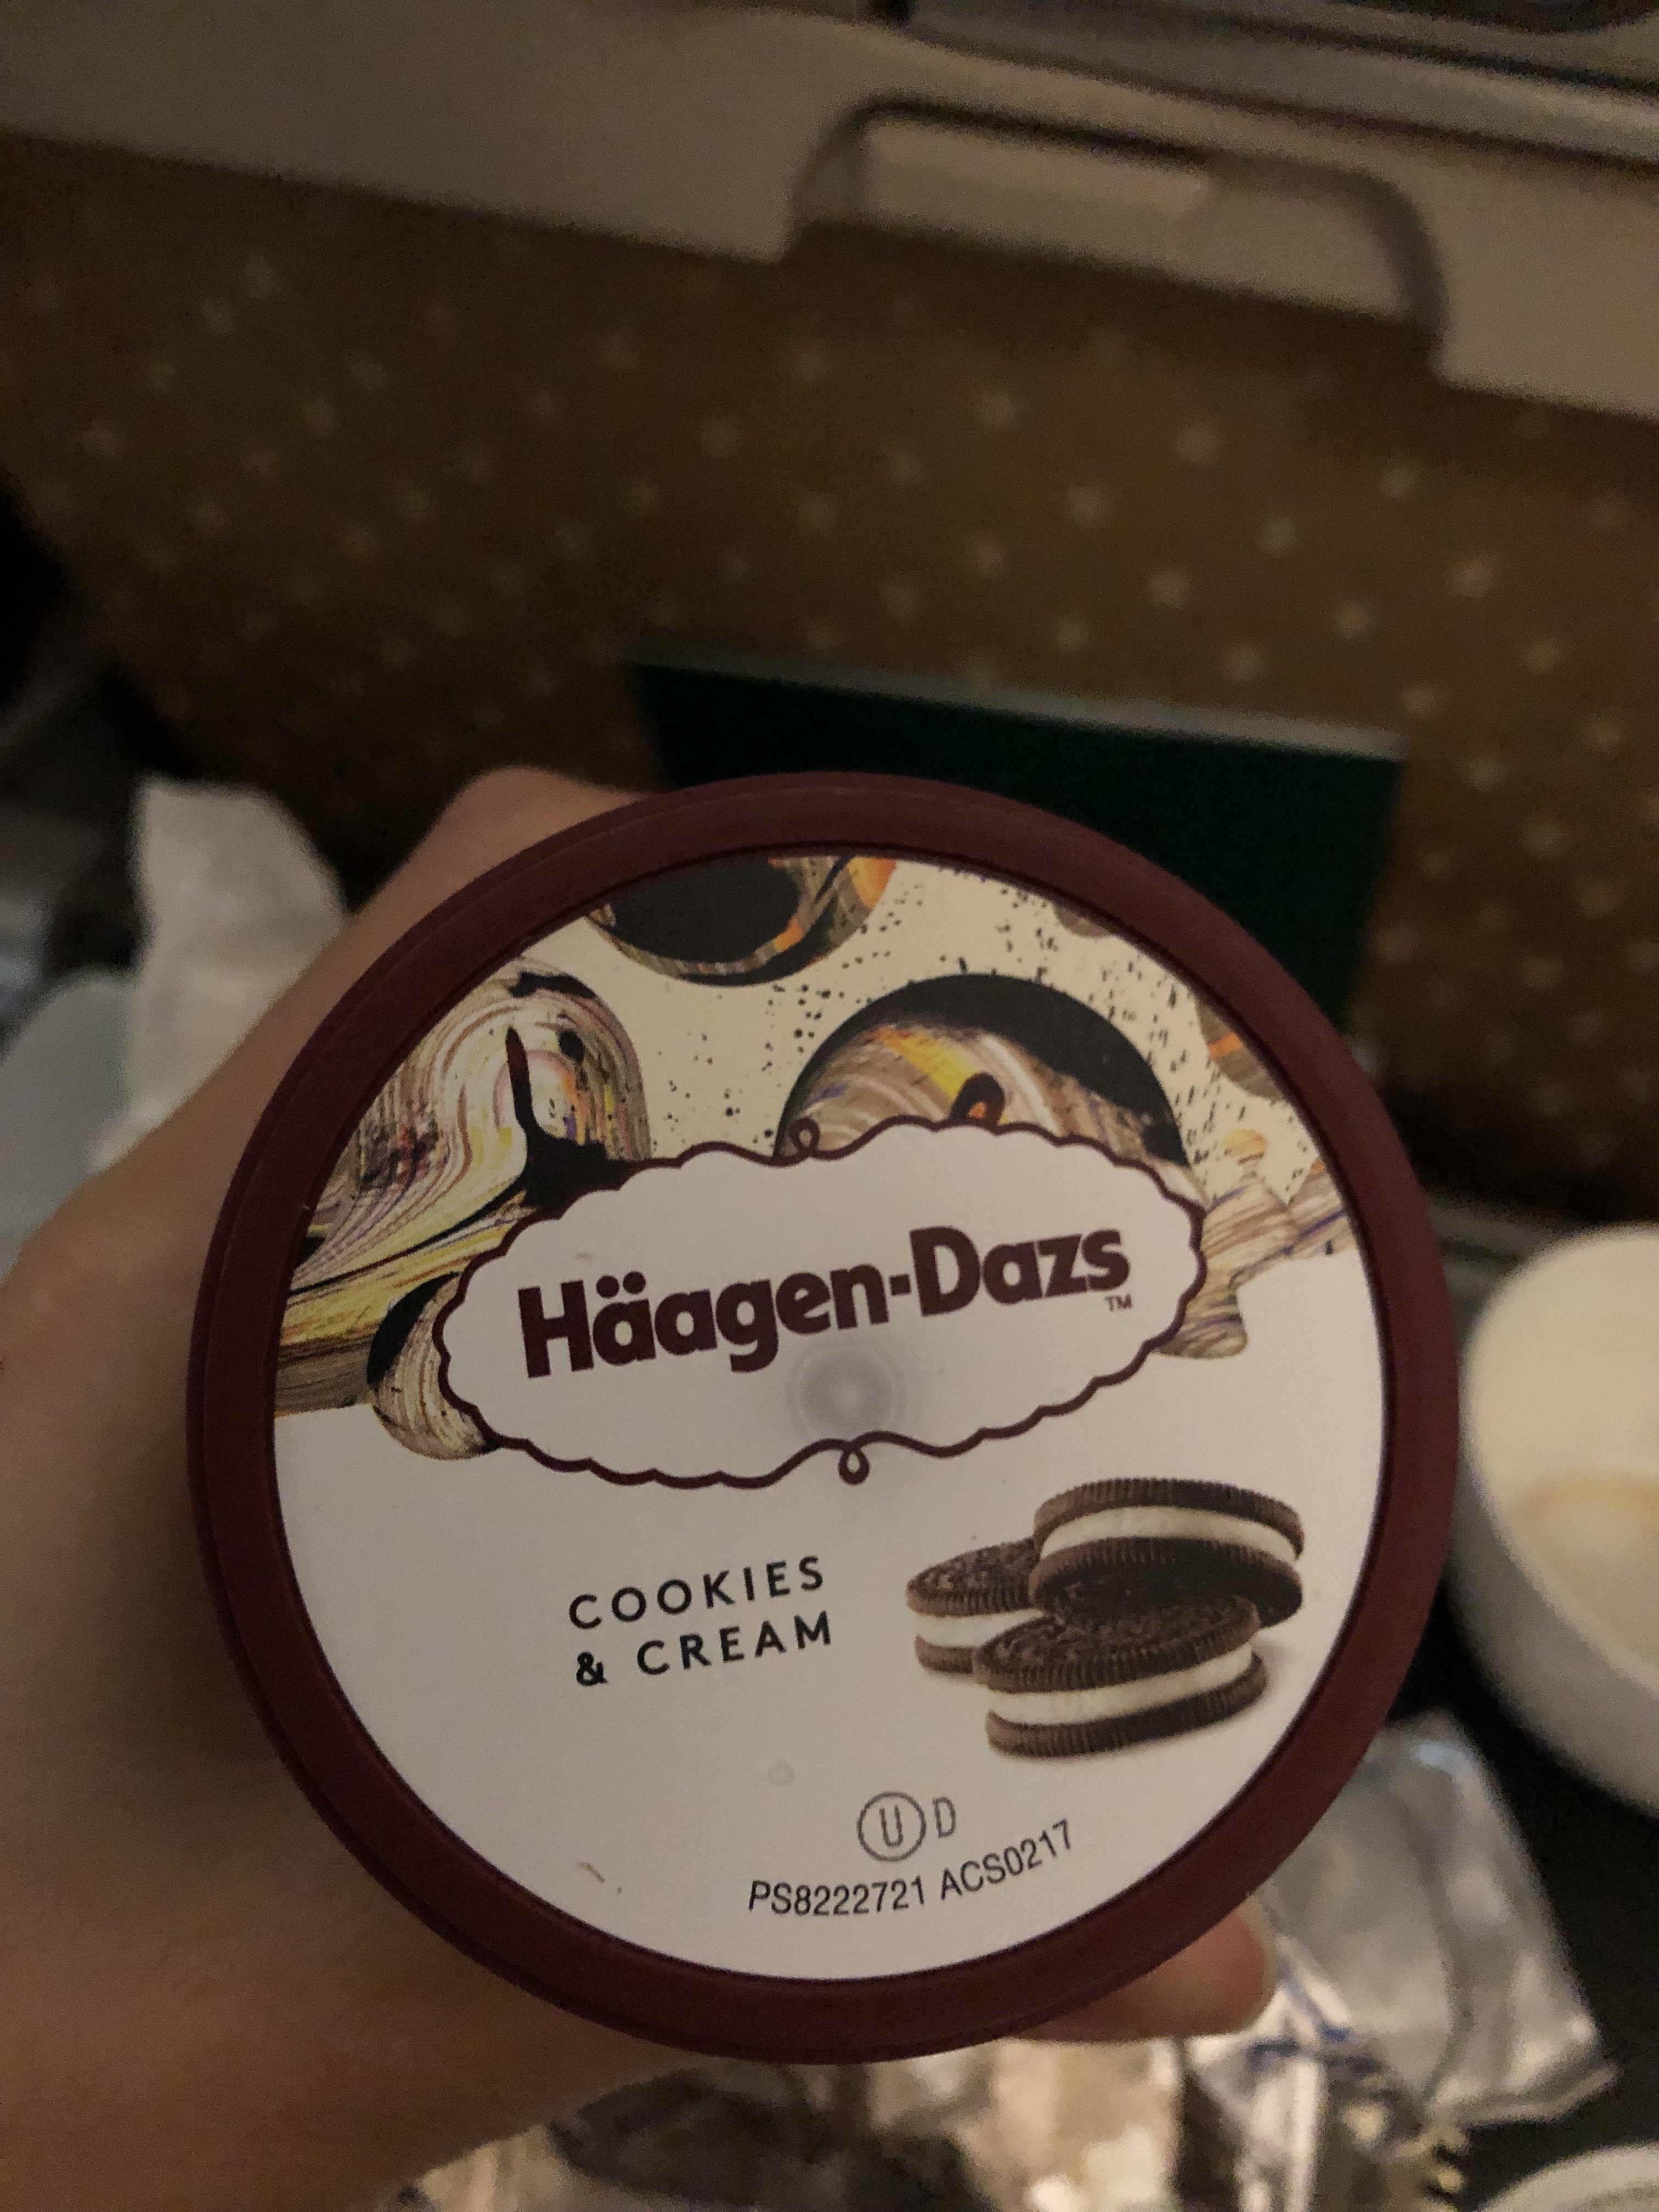 Häagen-Dazs
TM
COOKIES
& CREAM
U D
PS8222721 ACS0217